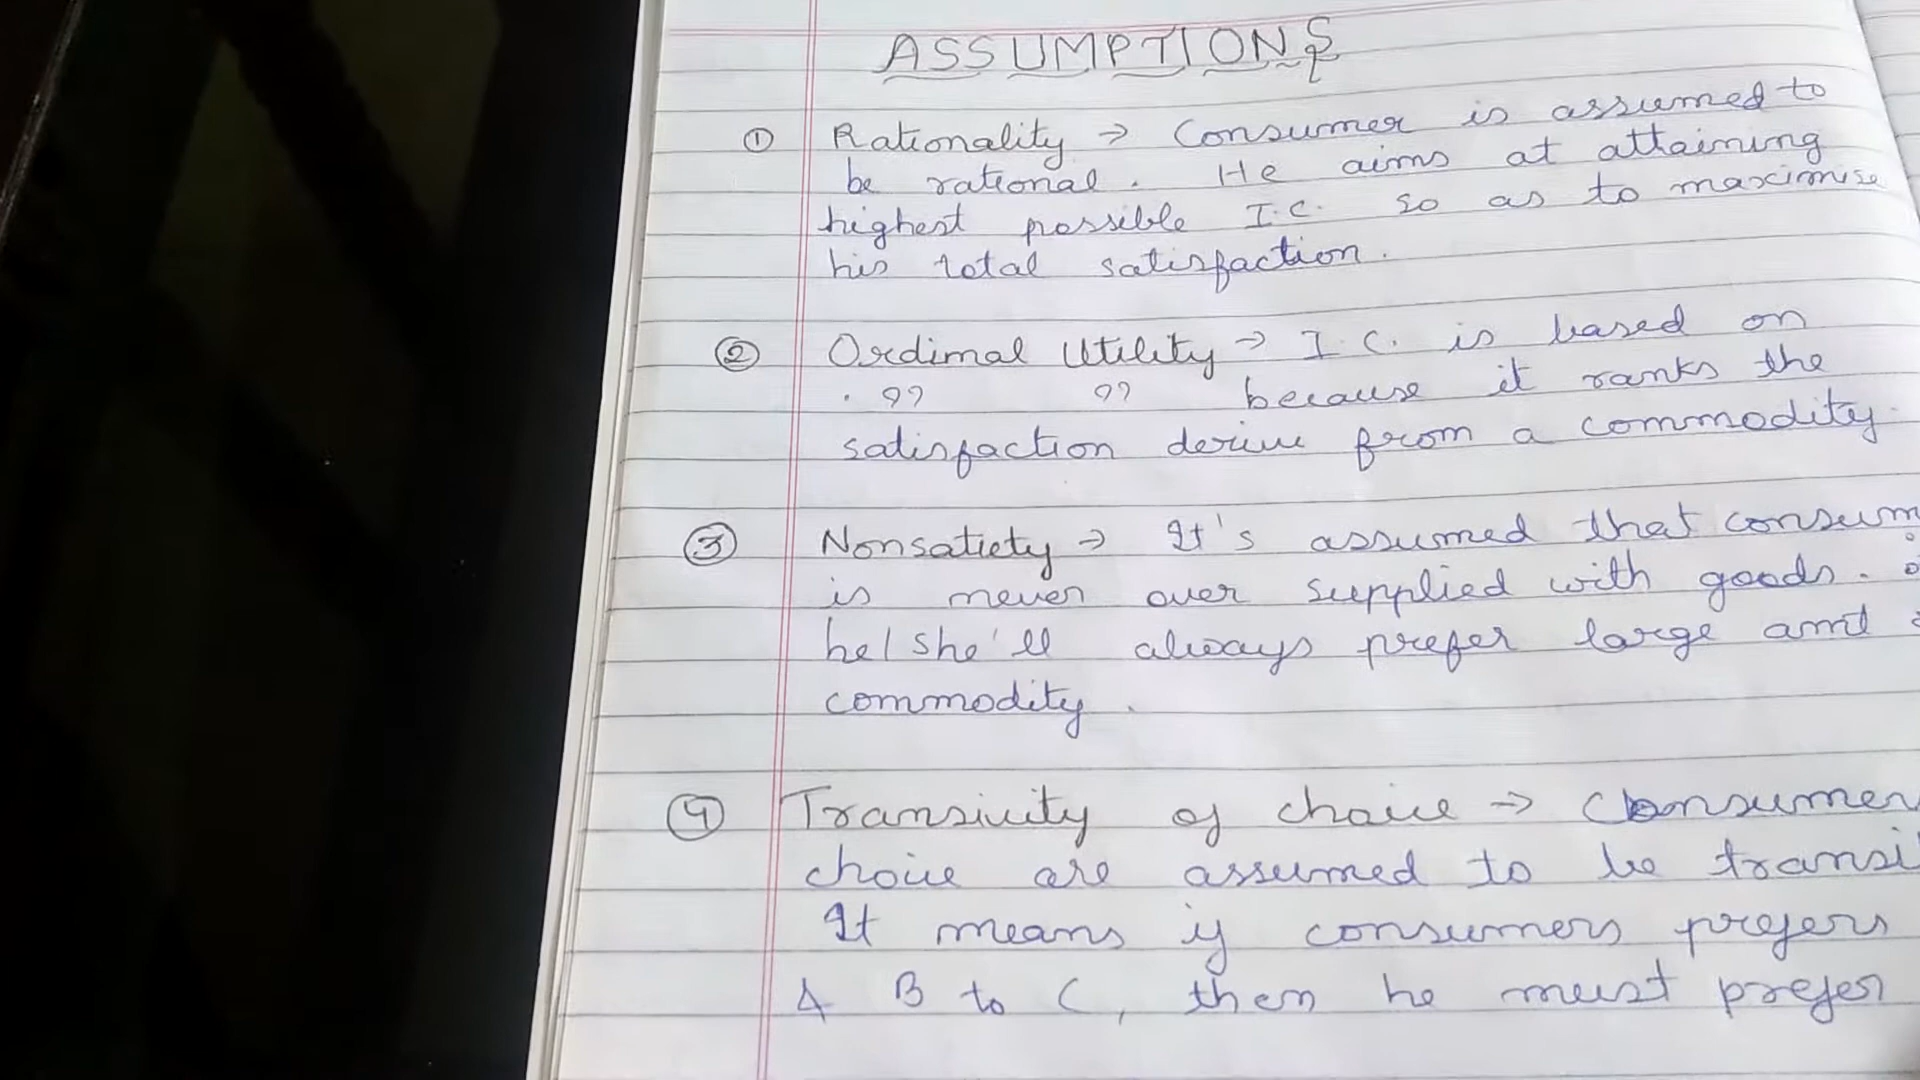 ASSUMPTIONS
① Rationality → Consumer is assumed to
be rational. He aims at attaining
highest possible I.C. so as to maximise
his total satisfaction.
② Ordinal Utility → I.C. is based on
" " because it ranks the
satisfaction derive from a commodity.
③ Nonsatiety → It's assumed that consum
is never over supplied with goods.
he/she'll always prefer large amt
commodity.
④ Transivity of choice → Consumer
choice are assumed to be transi
It means if consumers prefers
& B to C, then he must prefer